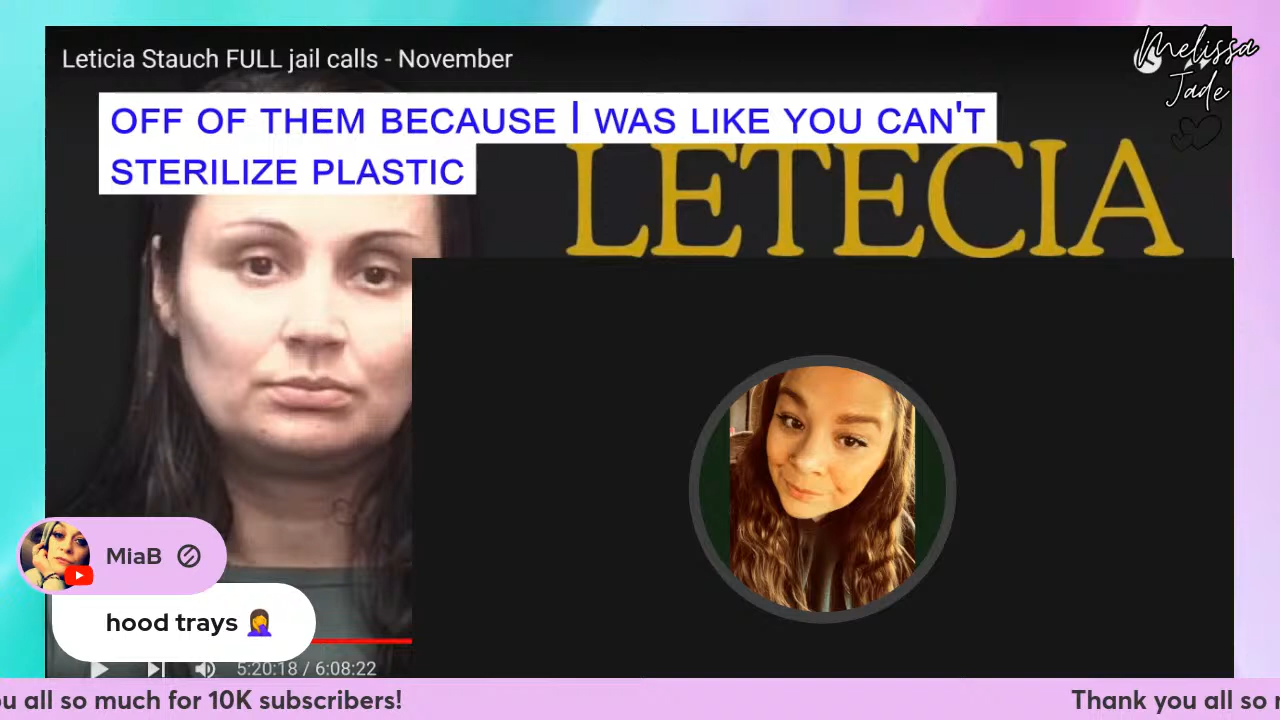 Leticia Stauch FULL jail calls - November
Melissa
Jade
OFF OF THEM BECAUSE I WAS LIKE YOU CAN'T
STERILIZE PLASTIC
LETECIA
MiaB
hood trays 🤦‍♀️
5:20:18 / 6:08:22
u all so much for 10K subscribers!
Thank you all so